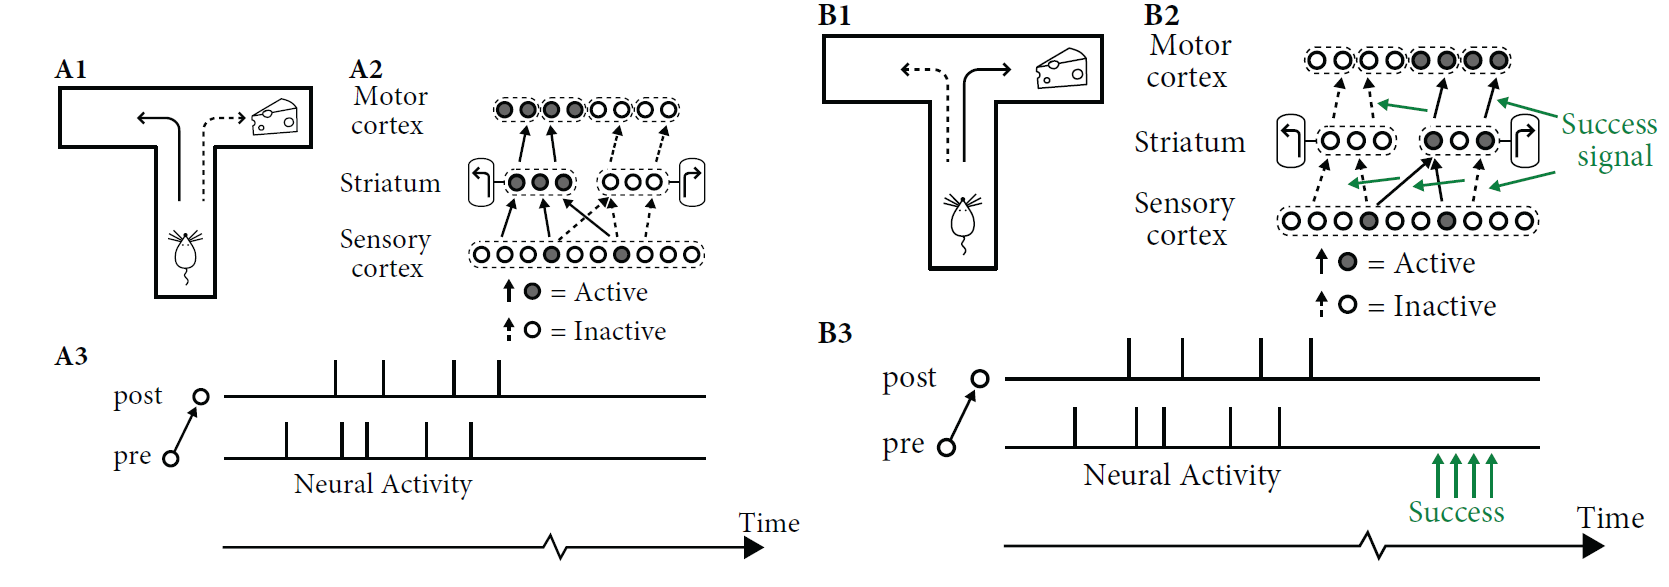 A1
A2
Motor
cortex
Striatum
Sensory
cortex
= Active
= Inactive
A3
post
pre
Neural Activity
Time
B1
B2
Motor
cortex
Striatum
Success
signal
Sensory
cortex
= Active
= Inactive
B3
post
pre
Neural Activity
Success
Time